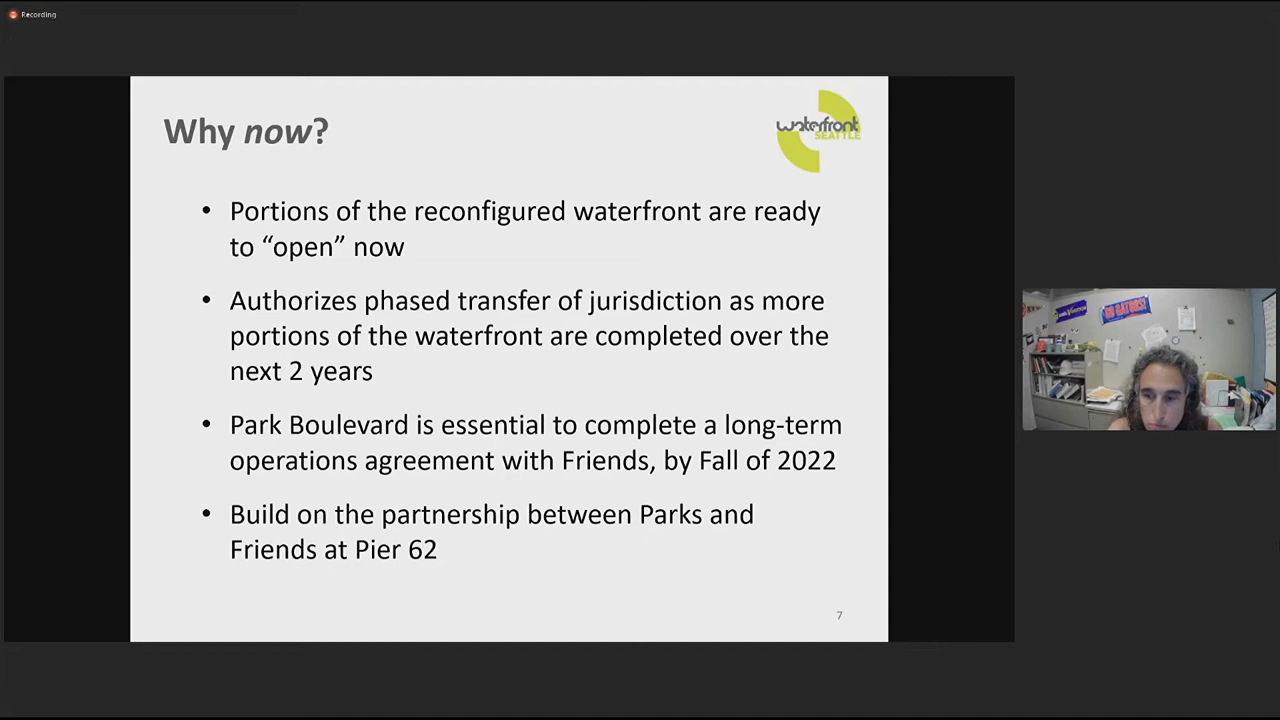 Recording
Why now?
waterfront
SEATTLE
• Portions of the reconfigured waterfront are ready
to “open” now
• Authorizes phased transfer of jurisdiction as more
portions of the waterfront are completed over the
next 2 years
• Park Boulevard is essential to complete a long-term
operations agreement with Friends, by Fall of 2022
• Build on the partnership between Parks and
Friends at Pier 62
7
GO GATORS!